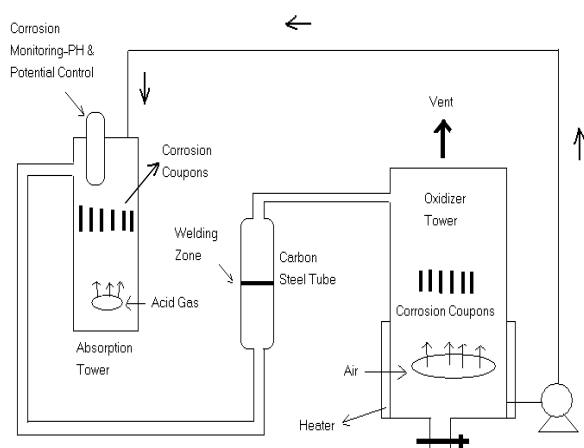 Corrosion
Monitoring-PH &
Potential Control
Corrosion
Coupons
Acid Gas
Absorption
Tower
Welding
Zone
Carbon
Steel Tube
Vent
Oxidizer
Tower
Corrosion Coupons
Air
Heater